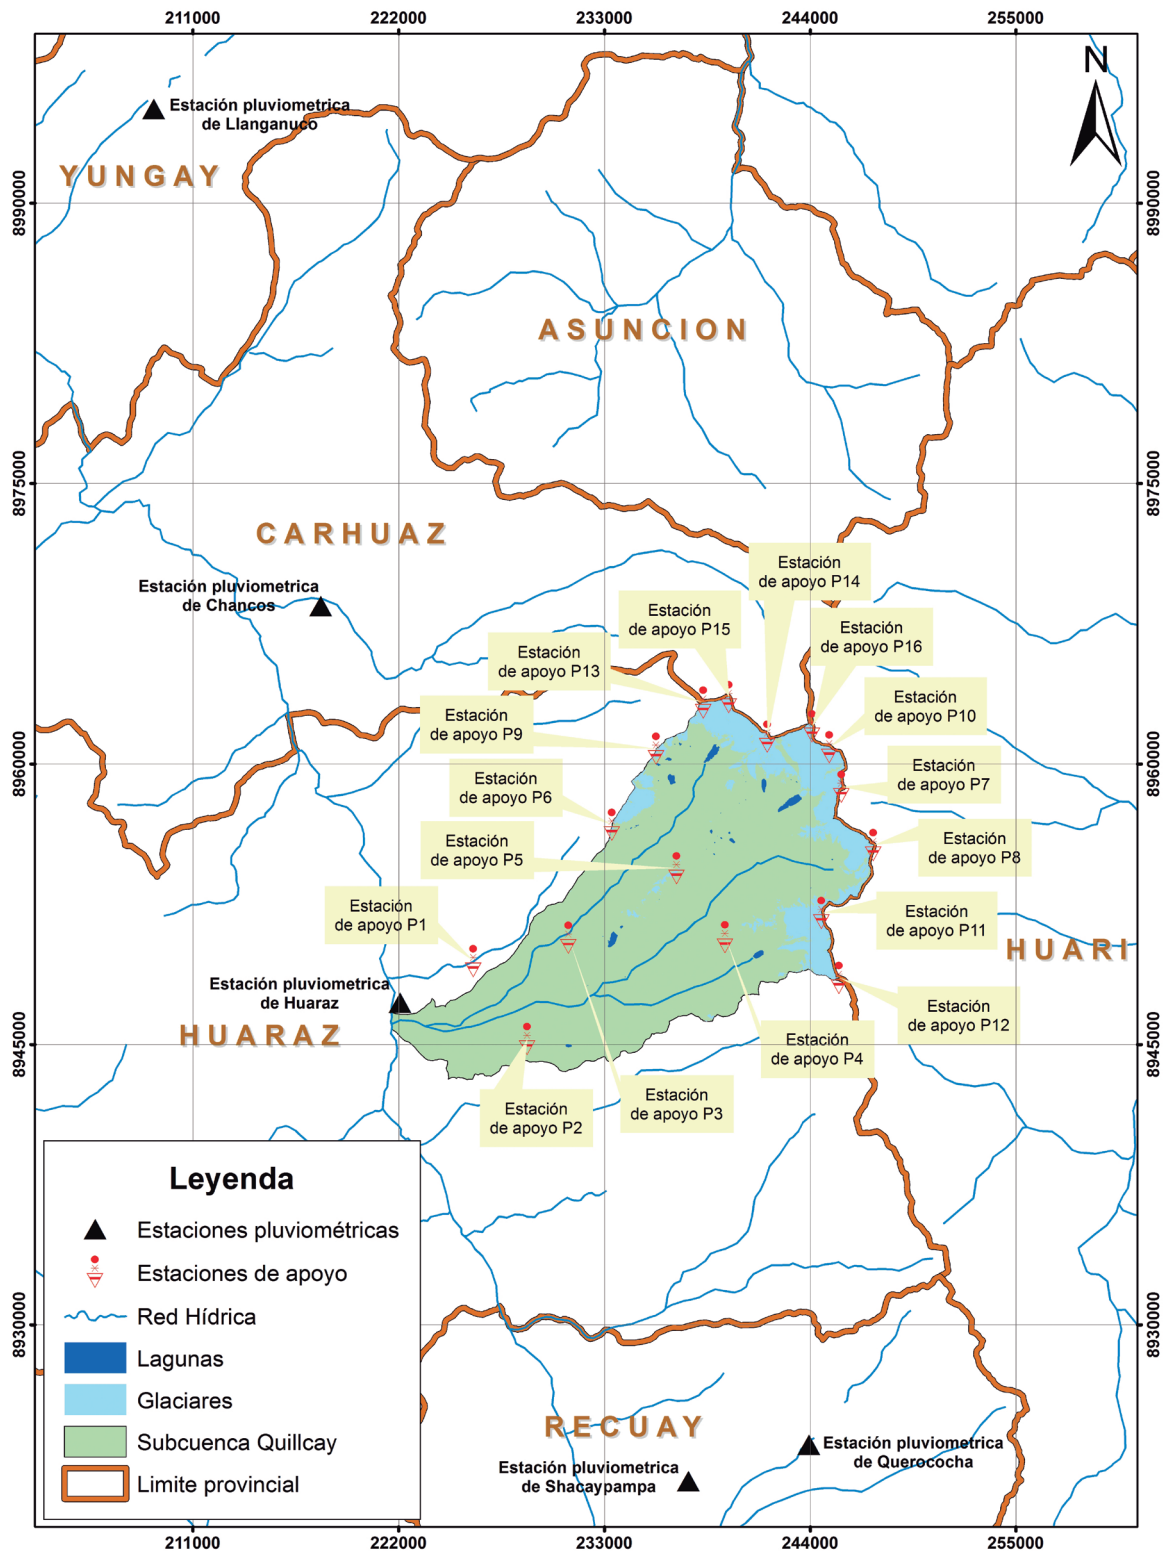 211000
222000
233000
244000
255000
N
Estación pluviometrica
de Llanganuco
YUNGAY
8990000
8990000
ASUNCION
8975000
8975000
CARHUAZ
Estación
de apoyo P14
Estación pluviometrica
de Chancos
Estación
de apoyo P15
Estación
de apoyo P16
Estación
de apoyo P13
Estación
de apoyo P10
Estación
de apoyo P9
8960000
8960000
Estación
de apoyo P7
Estación
de apoyo P6
Estación
de apoyo P5
Estación
de apoyo P8
Estación
de apoyo P1
Estación
de apoyo P11
HUARI
Estación pluviometrica
de Huaraz
HUARAZ
Estación
de apoyo P12
8945000
8945000
Estación
de apoyo P4
Estación
de apoyo P3
Estación
de apoyo P2
Leyenda
Estaciones pluviométricas
Estaciones de apoyo
Red Hídrica
Lagunas
Glaciares
Subcuenca Quillcay
Limite provincial
8930000
8930000
RECUAY
Estación pluviometrica
de Querococha
Estación pluviometrica
de Shacaypampa
211000
222000
233000
244000
255000